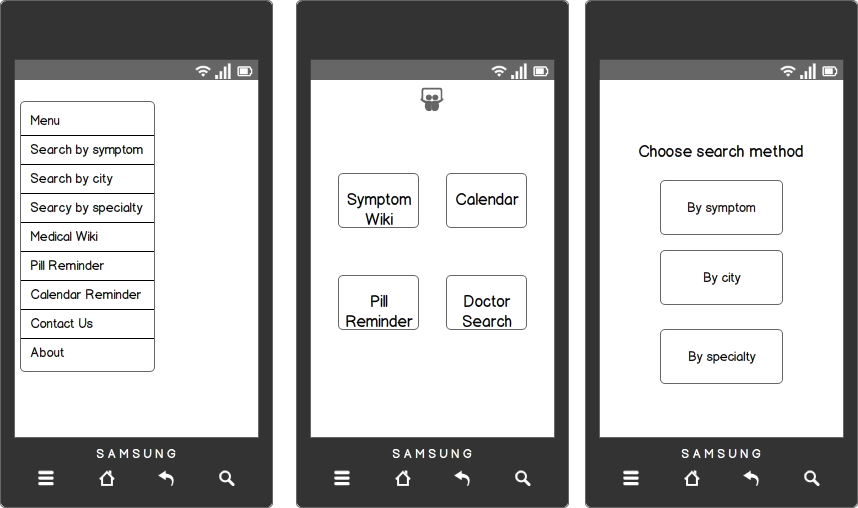 Menu
Search by symptom
Search by city
Searcy by specialty
Medical Wiki
Pill Reminder
Calendar Reminder
Contact Us
About
SAMSUNG
Symptom
Wiki
Calendar
Pill
Reminder
Doctor
Search
SAMSUNG
Choose search method
By symptom
By city
By specialty
SAMSUNG